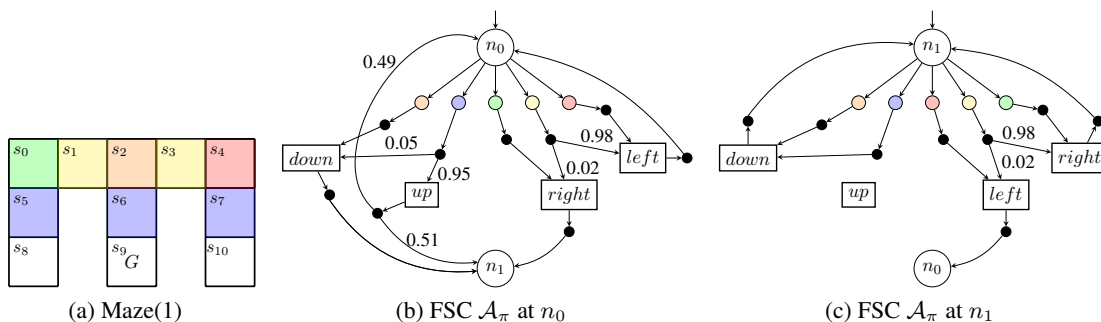 s0 s1 s2 s3 s4
s5 s6 s7
s8 s9 s10
G
(a) Maze(1)
n0
0.49
0.98
0.05
down
left
0.02
0.95
up
right
0.51
n1
(b) FSC 𝒜π at n0
n1
0.98
down
right
0.02
up
left
n0
(c) FSC 𝒜π at n1